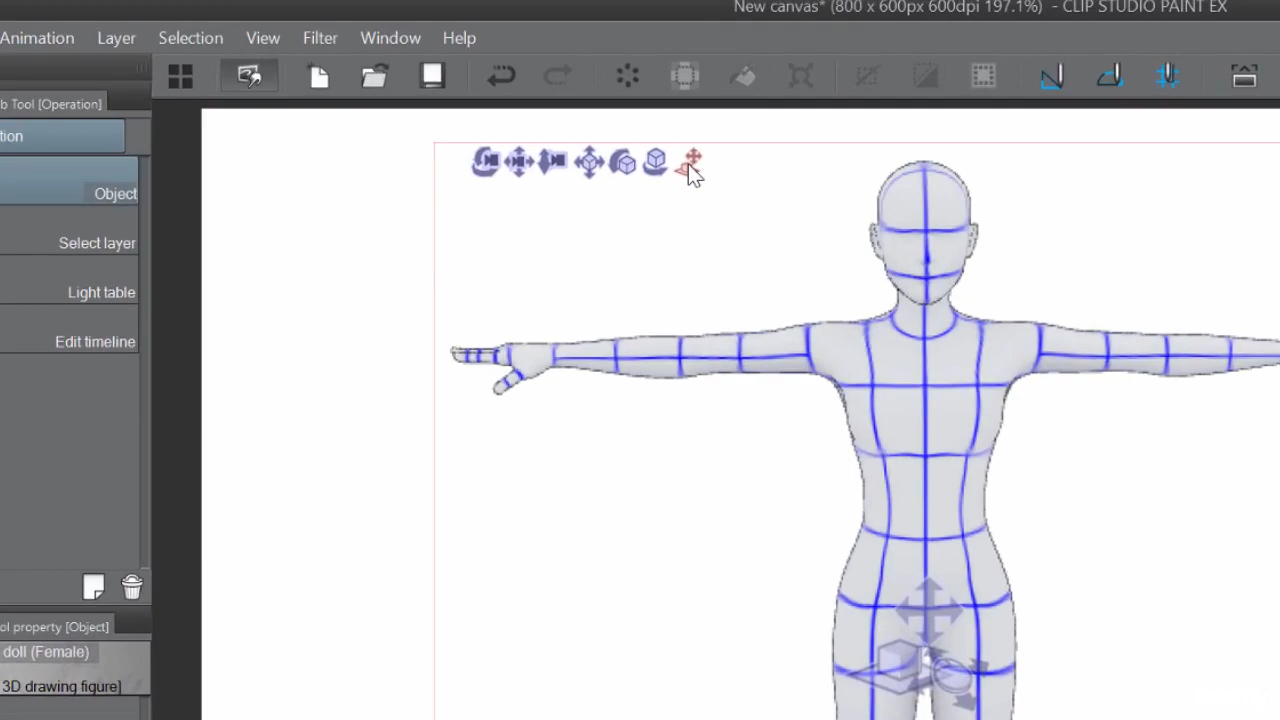 New canvas* (800 x 600px 600dpi 197.1%) - CLIP STUDIO PAINT EX
Animation Layer Selection View Filter Window Help
b Tool [Operation]
tion
Object
Select layer
Light table
Edit timeline
ol property [Object]
doll (Female)
3D drawing figure]